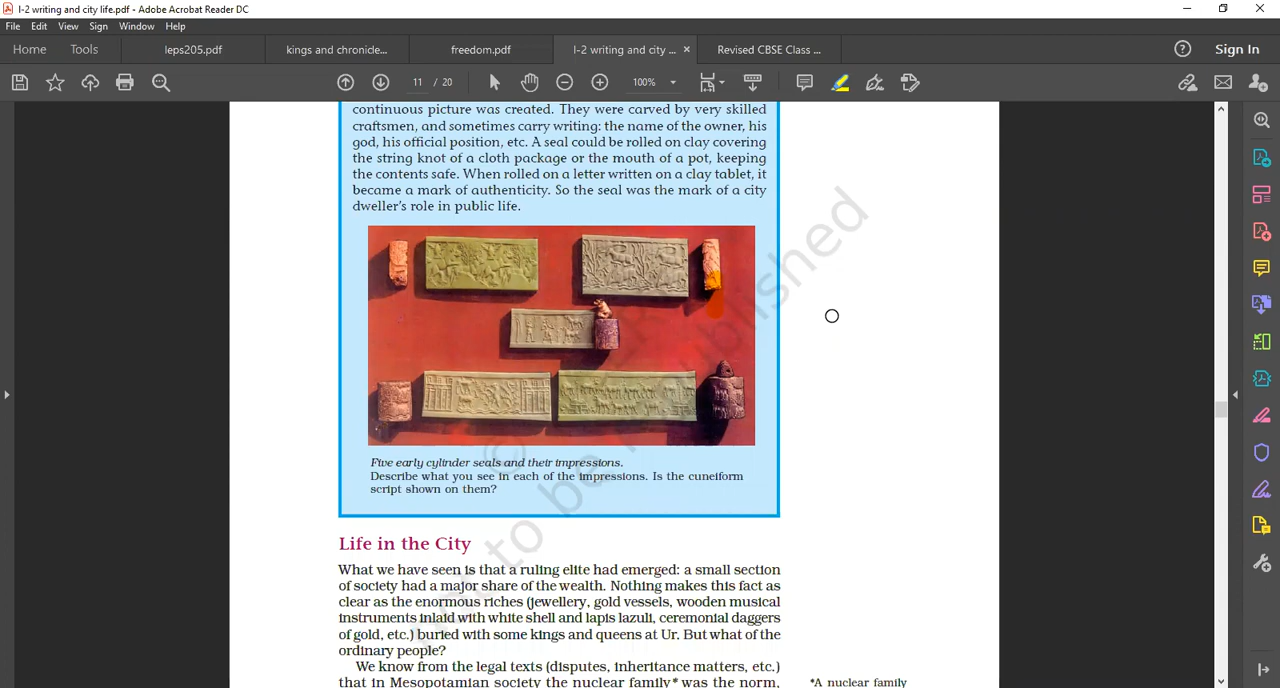 I-2 writing and city life.pdf - Adobe Acrobat Reader DC
File Edit View Sign Window Help
Home Tools leps205.pdf kings and chronicle... freedom.pdf I-2 writing and city ... × Revised CBSE Class ... Sign In
11 / 20 100%
continuous picture was created. They were carved by very skilled
craftsmen, and sometimes carry writing: the name of the owner, his
god, his official position, etc. A seal could be rolled on clay covering
the string knot of a cloth package or the mouth of a pot, keeping
the contents safe. When rolled on a letter written on a clay tablet, it
became a mark of authenticity. So the seal was the mark of a city
dweller's role in public life.
Five early cylinder seals and their impressions.
Describe what you see in each of the impressions. Is the cuneiform
script shown on them?
Life in the City
What we have seen is that a ruling elite had emerged: a small section
of society had a major share of the wealth. Nothing makes this fact as
clear as the enormous riches (jewellery, gold vessels, wooden musical
instruments inlaid with white shell and lapis lazuli, ceremonial daggers
of gold, etc.) buried with some kings and queens at Ur. But what of the
ordinary people?
We know from the legal texts (disputes, inheritance matters, etc.)
that in Mesopotamian society the nuclear family* was the norm,
*A nuclear family
to be published